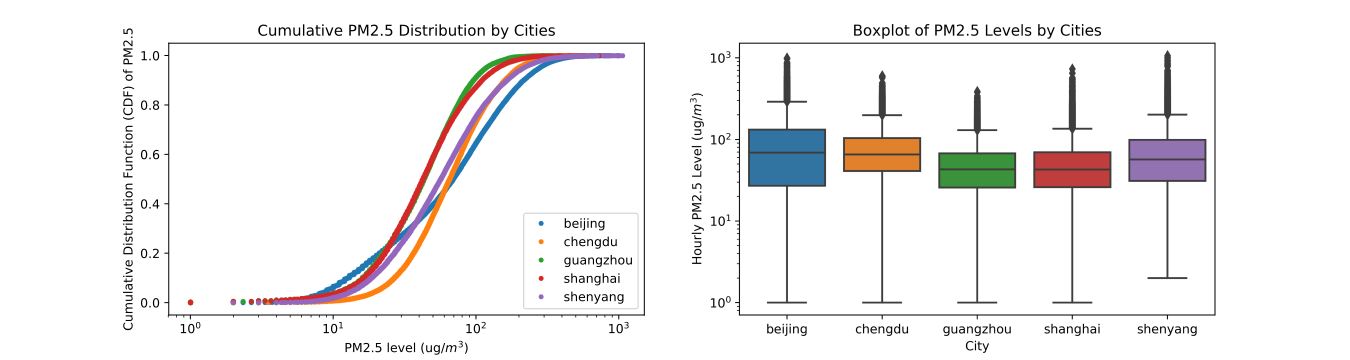 Cumulative PM2.5 Distribution by Cities
Cumulative Distribution Function (CDF) of PM2.5
1.0
0.8
0.6
0.4
0.2
0.0
beijing
chengdu
guangzhou
shanghai
shenyang
10⁰ 10¹ 10² 10³
PM2.5 level (ug/m³)
Boxplot of PM2.5 Levels by Cities
Hourly PM2.5 Level (ug/m³)
10³
10²
10¹
10⁰
beijing chengdu guangzhou shanghai shenyang
City